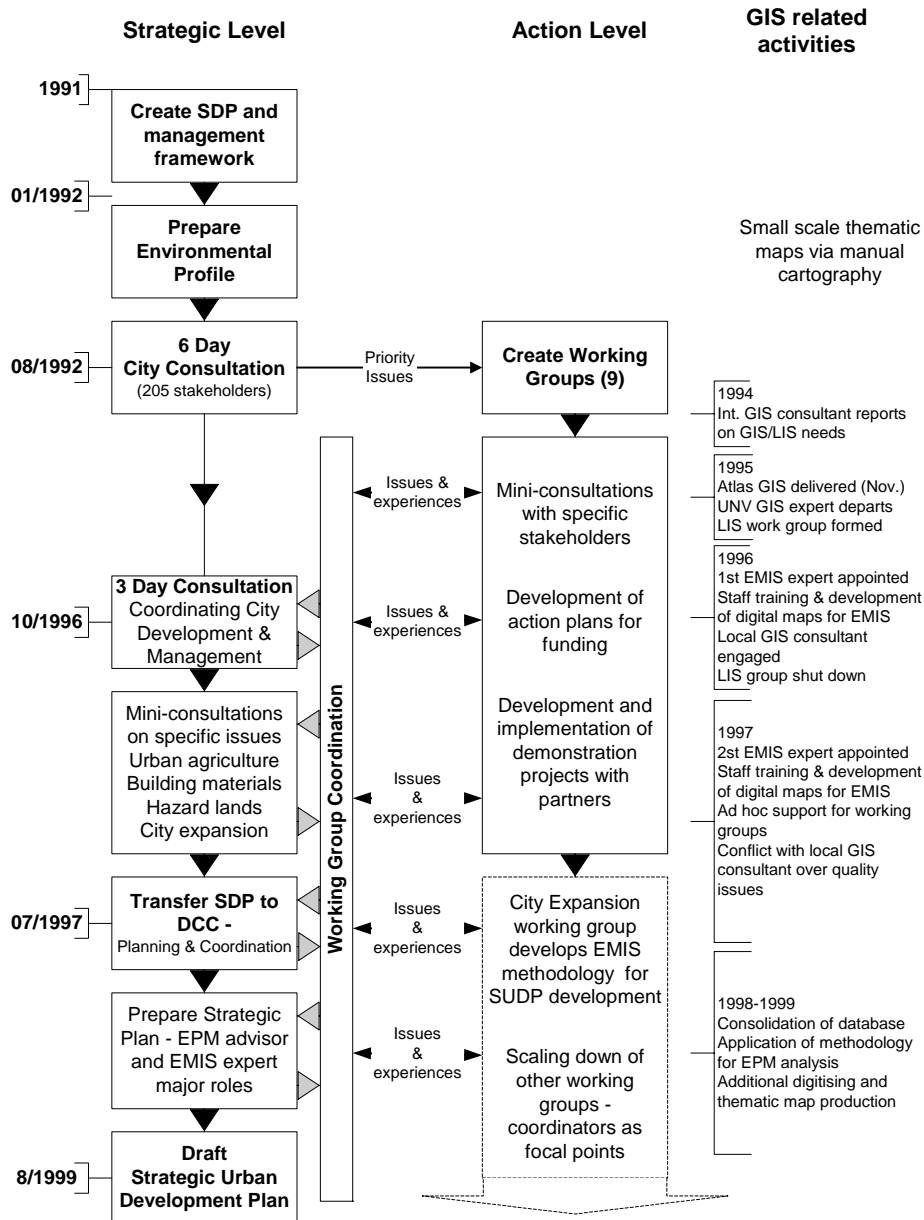 Strategic Level
Action Level
GIS related
activities
1991
Create SDP and
management
framework
01/1992
Prepare
Environmental
Profile
Small scale thematic
maps via manual
cartography
08/1992
6 Day
City Consultation
(205 stakeholders)
Priority
Issues
Create Working
Groups (9)
1994
Int. GIS consultant reports
on GIS/LIS needs
Working Group Coordination
Issues &
experiences
Mini-consultations
with specific
stakeholders
1995
Atlas GIS delivered (Nov.)
UNV GIS expert departs
LIS work group formed
10/1996
3 Day Consultation
Coordinating City
Development &
Management
Issues &
experiences
Development of
action plans for
funding
1996
1st EMIS expert appointed
Staff training & development
of digital maps for EMIS
Local GIS consultant
engaged
LIS group shut down
Mini-consultations
on specific issues
Urban agriculture
Building materials
Hazard lands
City expansion
Issues
&
experiences
Development and
implementation of
demonstration
projects with
partners
1997
2st EMIS expert appointed
Staff training & development
of digital maps for EMIS
Ad hoc support for working
groups
Conflict with local GIS
consultant over quality
issues
07/1997
Transfer SDP to
DCC -
Planning & Coordination
Issues
&
experiences
City Expansion
working group
develops EMIS
methodology for
SUDP development
Prepare Strategic
Plan - EPM advisor
and EMIS expert
major roles
Issues
&
experiences
Scaling down of
other working
groups -
coordinators as
focal points
1998-1999
Consolidation of database
Application of methodology
for EPM analysis
Additional digitising and
thematic map production
8/1999
Draft
Strategic Urban
Development Plan